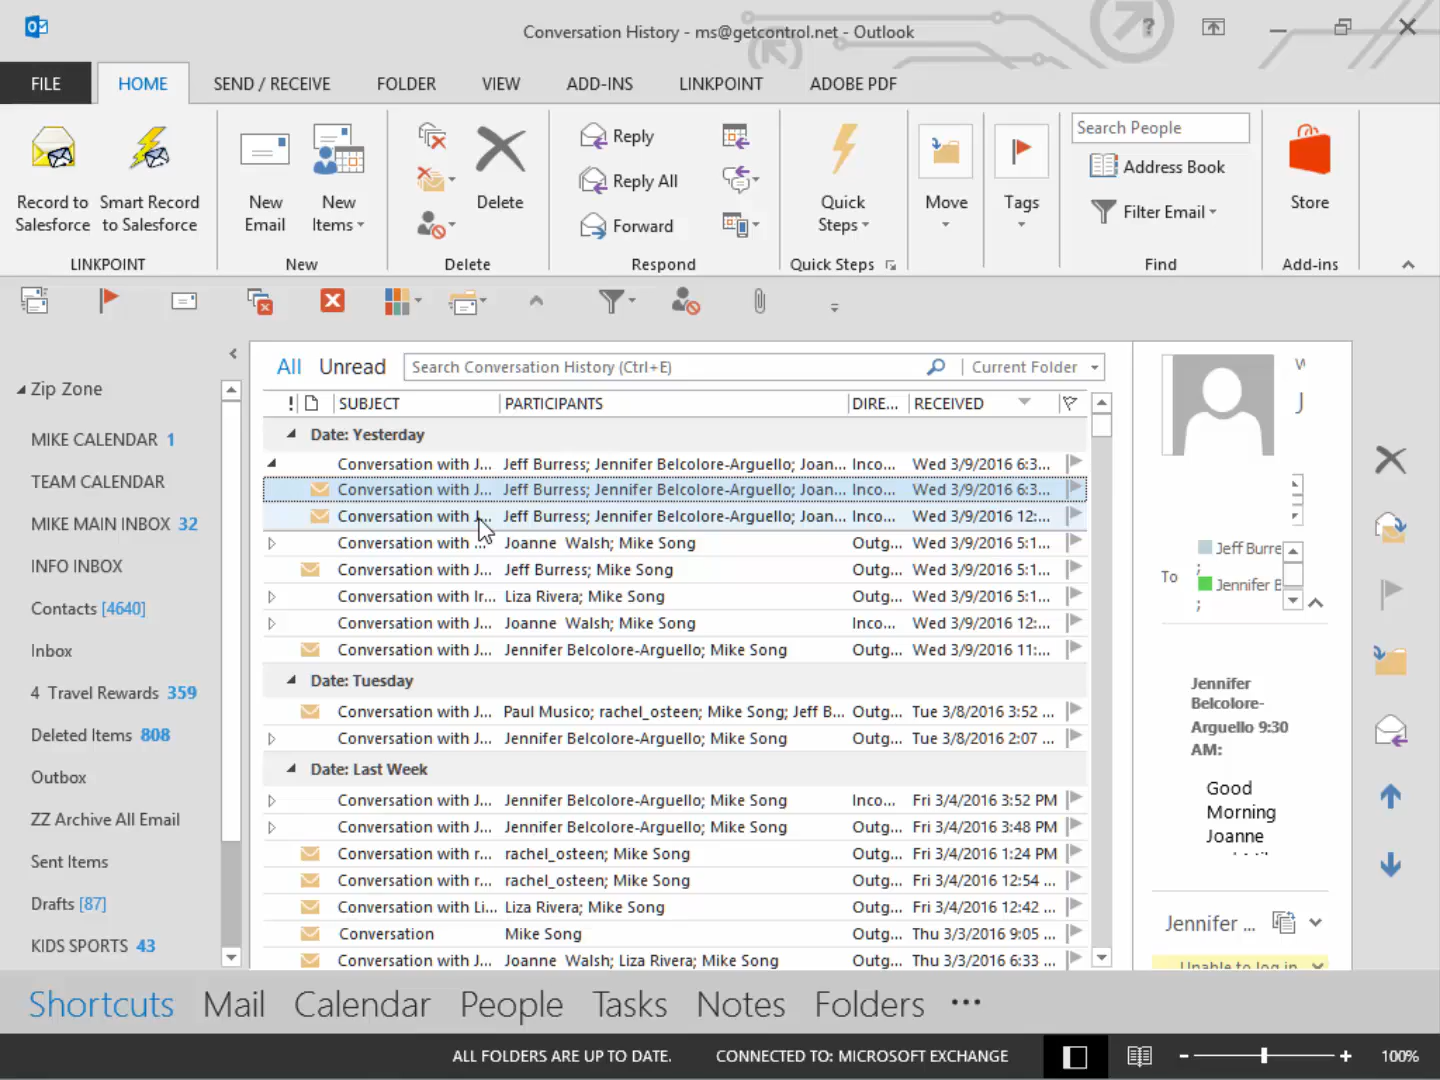 Conversation History - ms@getcontrol.net - Outlook
FILE HOME SEND / RECEIVE FOLDER VIEW ADD-INS LINKPOINT ADOBE PDF
Record to Salesforce
Smart Record to Salesforce
LINKPOINT
New Email
New Items
New
Delete
Delete
Reply
Reply All
Forward
Respond
Quick Steps
Quick Steps
Move
Tags
Search People
Address Book
Filter Email
Find
Store
Add-ins
Zip Zone
MIKE CALENDAR 1
TEAM CALENDAR
MIKE MAIN INBOX 32
INFO INBOX
Contacts [4640]
Inbox
4 Travel Rewards 359
Deleted Items 808
Outbox
ZZ Archive All Email
Sent Items
Drafts [87]
KIDS SPORTS 43
All Unread Search Conversation History (Ctrl+E) Current Folder
! SUBJECT PARTICIPANTS DIRE... RECEIVED
Date: Yesterday
Conversation with J... Jeff Burress; Jennifer Belcolore-Arguello; Joan... Inco... Wed 3/9/2016 6:3...
Conversation with J... Jeff Burress; Jennifer Belcolore-Arguello; Joan... Inco... Wed 3/9/2016 6:3...
Conversation with J... Jeff Burress; Jennifer Belcolore-Arguello; Joan... Inco... Wed 3/9/2016 12:...
Conversation with ... Joanne Walsh; Mike Song Outg... Wed 3/9/2016 5:1...
Conversation with J... Jeff Burress; Mike Song Outg... Wed 3/9/2016 5:1...
Conversation with Ir... Liza Rivera; Mike Song Outg... Wed 3/9/2016 5:1...
Conversation with J... Joanne Walsh; Mike Song Inco... Wed 3/9/2016 12:...
Conversation with J... Jennifer Belcolore-Arguello; Mike Song Outg... Wed 3/9/2016 11:...
Date: Tuesday
Conversation with J... Paul Musico; rachel_osteen; Mike Song; Jeff B... Outg... Tue 3/8/2016 3:52 ...
Conversation with J... Jennifer Belcolore-Arguello; Mike Song Outg... Tue 3/8/2016 2:07 ...
Date: Last Week
Conversation with J... Jennifer Belcolore-Arguello; Mike Song Inco... Fri 3/4/2016 3:52 PM
Conversation with J... Jennifer Belcolore-Arguello; Mike Song Outg... Fri 3/4/2016 3:48 PM
Conversation with r... rachel_osteen; Mike Song Outg... Fri 3/4/2016 1:24 PM
Conversation with r... rachel_osteen; Mike Song Outg... Fri 3/4/2016 12:54 ...
Conversation with Li... Liza Rivera; Mike Song Outg... Fri 3/4/2016 12:42 ...
Conversation Mike Song Outg... Thu 3/3/2016 9:05 ...
Conversation with J... Joanne Walsh; Liza Rivera; Mike Song Outg... Thu 3/3/2016 6:33 ...
J
Jeff Burre
;
To
Jennifer B
;
Jennifer
Belcolore-
Arguello 9:30
AM:
Good
Morning
Joanne
Jennifer ...
Unable to log in
Shortcuts Mail Calendar People Tasks Notes Folders •••
ALL FOLDERS ARE UP TO DATE. CONNECTED TO: MICROSOFT EXCHANGE 100%